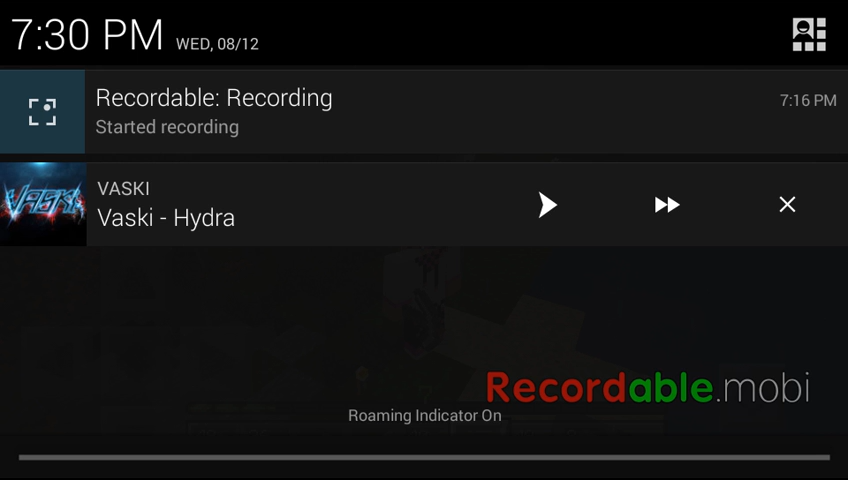 7:30 PM WED, 08/12
Recordable: Recording
7:16 PM
Started recording
VASKI
VASKI
Vaski - Hydra
Recordable.mobi
Roaming Indicator On